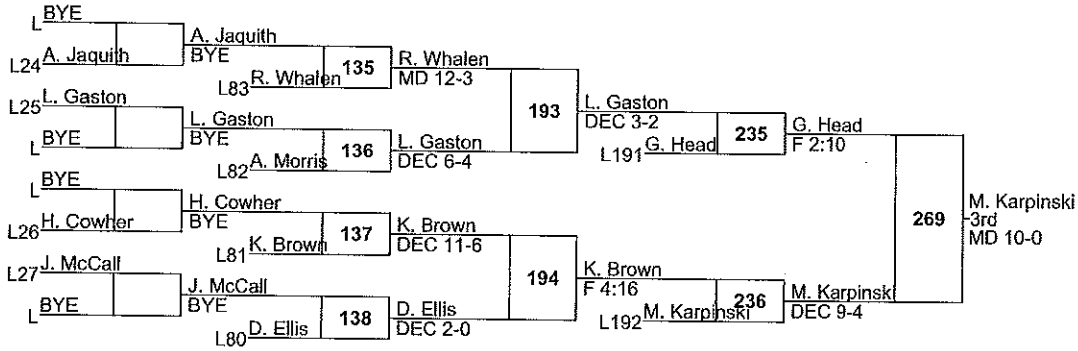 L BYE
L24 A. Jaquith
A. Jaquith
BYE
L83 R. Whalen
135
R. Whalen
MD 12-3
L25 L. Gaston
L BYE
L. Gaston
BYE
L82 A. Morris
136
L. Gaston
DEC 6-4
193
L. Gaston
DEC 3-2
L191 G. Head
235
G. Head
F 2:10
L BYE
L26 H. Cowher
H. Cowher
BYE
L81 K. Brown
137
K. Brown
DEC 11-6
L27 J. McCall
L BYE
J. McCall
BYE
L80 D. Ellis
138
D. Ellis
DEC 2-0
194
K. Brown
F 4:16
L192 M. Karpinski
236
M. Karpinski
DEC 9-4
269
M. Karpinski
3rd
MD 10-0